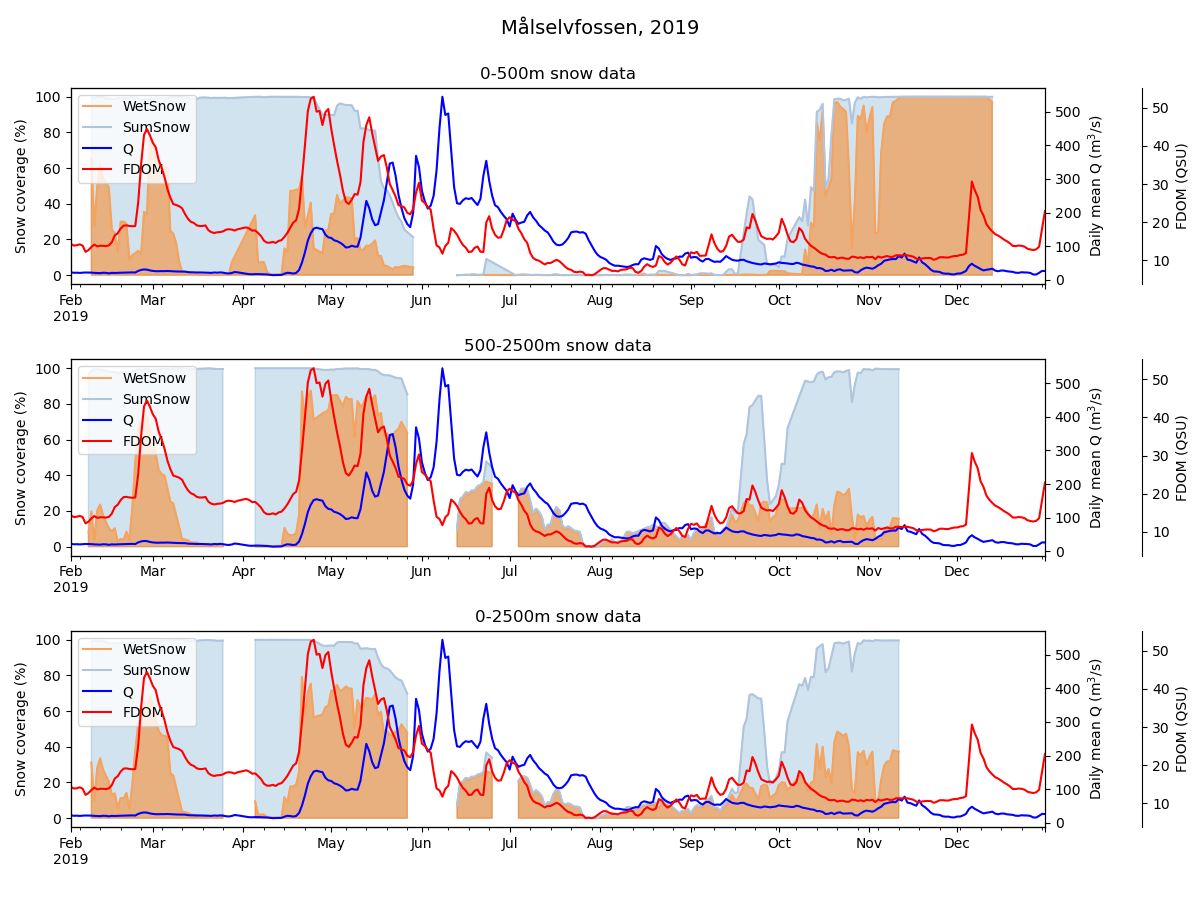 Målselvfossen, 2019
0-500m snow data
Snow coverage (%)
100
80
60
40
20
0
WetSnow
SumSnow
Q
FDOM
500
400
300
200
100
0
Daily mean Q (m³/s)
50
40
30
20
10
FDOM (QSU)
Feb Mar Apr May Jun Jul Aug Sep Oct Nov Dec
2019
500-2500m snow data
Snow coverage (%)
100
80
60
40
20
0
WetSnow
SumSnow
Q
FDOM
500
400
300
200
100
0
Daily mean Q (m³/s)
50
40
30
20
10
FDOM (QSU)
Feb Mar Apr May Jun Jul Aug Sep Oct Nov Dec
2019
0-2500m snow data
Snow coverage (%)
100
80
60
40
20
0
WetSnow
SumSnow
Q
FDOM
500
400
300
200
100
0
Daily mean Q (m³/s)
50
40
30
20
10
FDOM (QSU)
Feb Mar Apr May Jun Jul Aug Sep Oct Nov Dec
2019